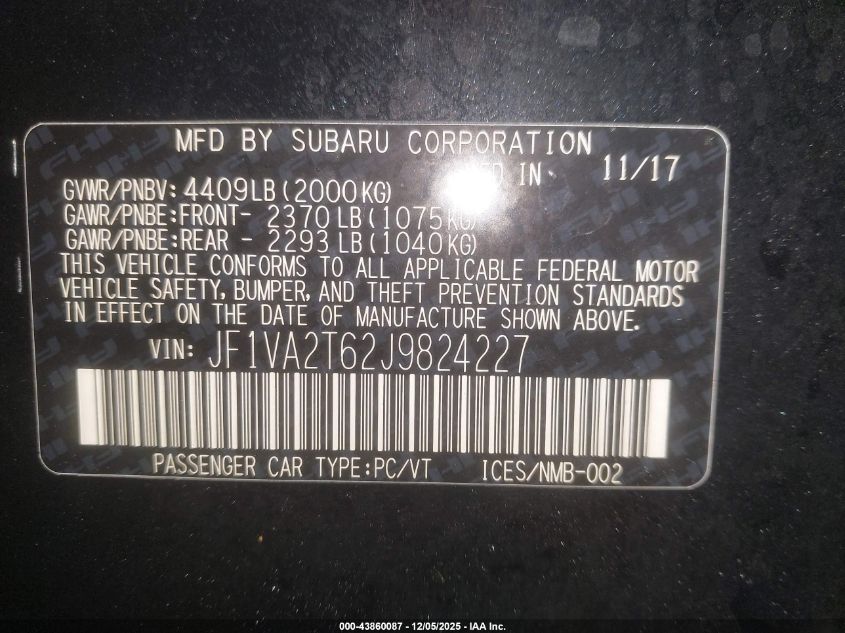 MFD BY SUBARU CORPORATION
IN 11/17
GVWR/PNBV: 4409LB (2000KG)
GAWR/PNBE:FRONT- 2370 LB (1075KG)
GAWR/PNBE:REAR - 2293 LB (1040KG)
THIS VEHICLE CONFORMS TO ALL APPLICABLE FEDERAL MOTOR
VEHICLE SAFETY, BUMPER, AND THEFT PREVENTION STANDARDS
IN EFFECT ON THE DATE OF MANUFACTURE SHOWN ABOVE.
VIN: JF1VA2T62J9824227
PASSENGER CAR TYPE:PC/VT ICES/NMB-002
000-43860087 - 12/05/2025 - IAA Inc.